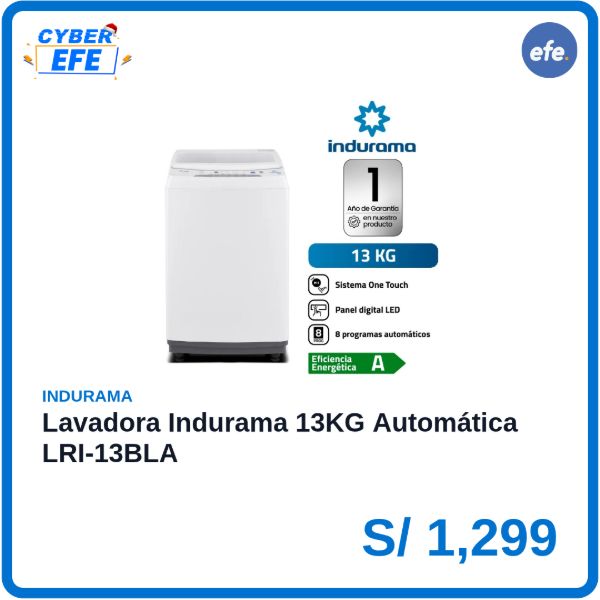 CYBER
EFE
efe.
indurama
1
Año de Garantía
en nuestro
producto
13 KG
Sistema One Touch
Panel digital LED
8
8 programas automáticos
Eficiencia
Energética A
INDURAMA
Lavadora Indurama 13KG Automática
LRI-13BLA
S/ 1,299